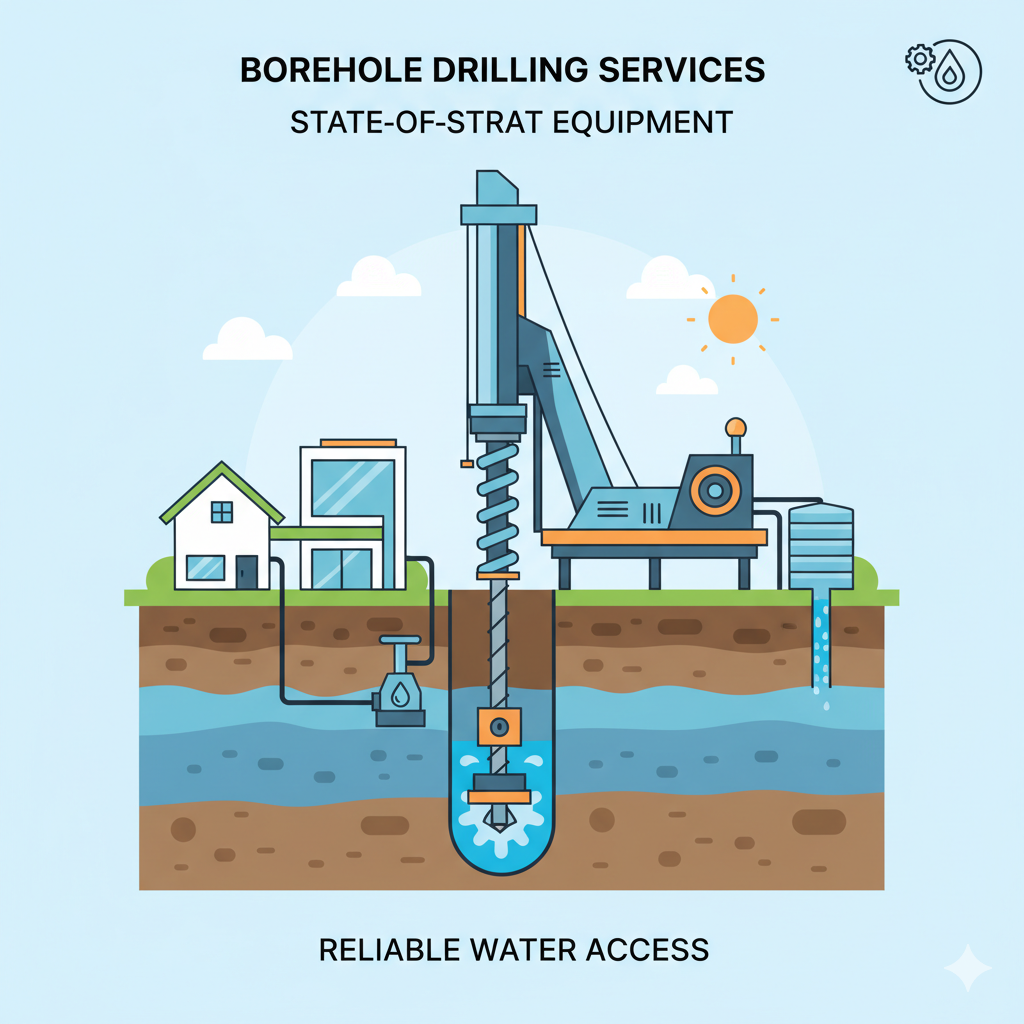 BOREHOLE DRILLING SERVICES
STATE-OF-STRAT EQUIPMENT
RELIABLE WATER ACCESS